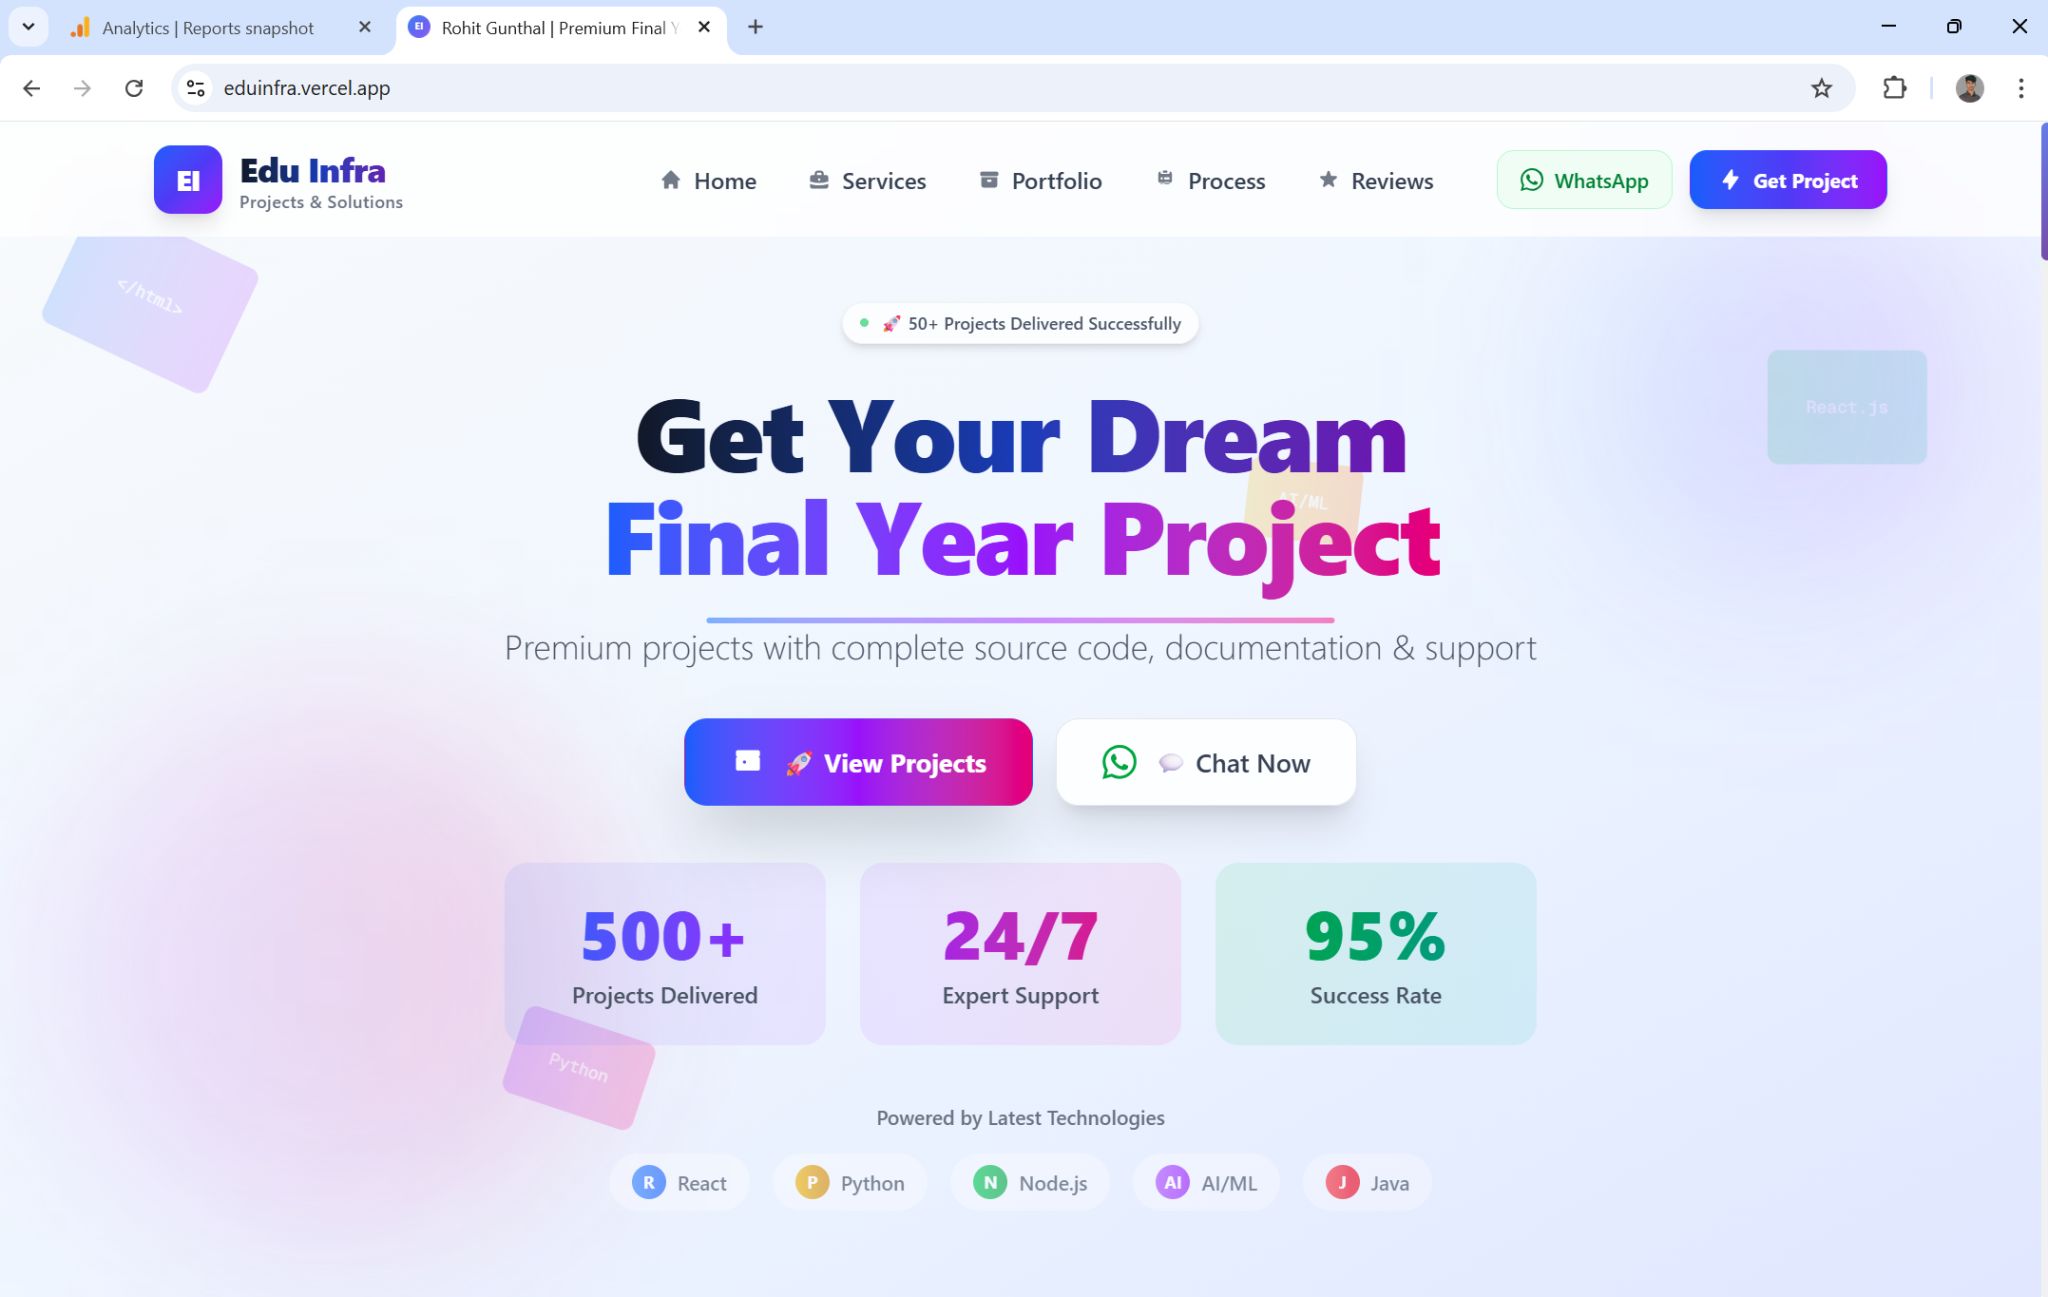 Analytics | Reports snapshot
EI
Rohit Gunthal | Premium Final Y
eduinfra.vercel.app
EI
Edu Infra
Projects & Solutions
Home
Services
Portfolio
Process
Reviews
WhatsApp
Get Project
</html>
🚀 50+ Projects Delivered Successfully
React.js
Get Your Dream
AI/ML
Final Year Project
Premium projects with complete source code, documentation & support
🚀 View Projects
💬 Chat Now
500+
Projects Delivered
24/7
Expert Support
95%
Success Rate
Python
Powered by Latest Technologies
R React
P Python
N Node.js
AI AI/ML
J Java